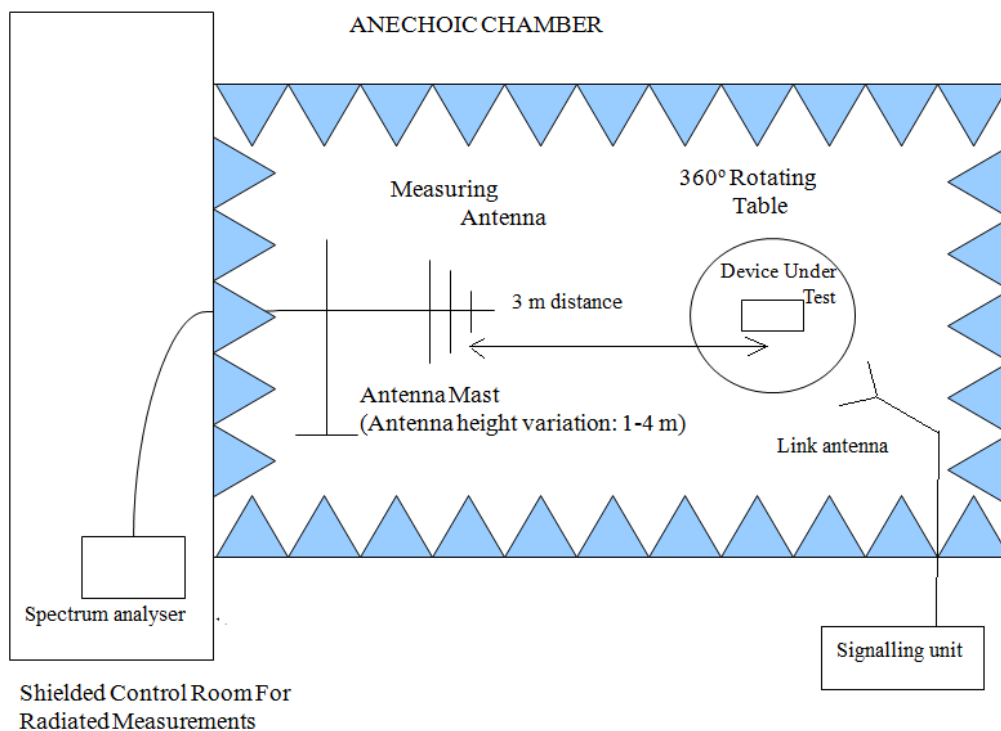 ANECHOIC CHAMBER
Measuring
Antenna
360º Rotating
Table
Device Under
Test
3 m distance
Antenna Mast
(Antenna height variation: 1-4 m)
Link antenna
Spectrum analyser
Signalling unit
Shielded Control Room For
Radiated Measurements